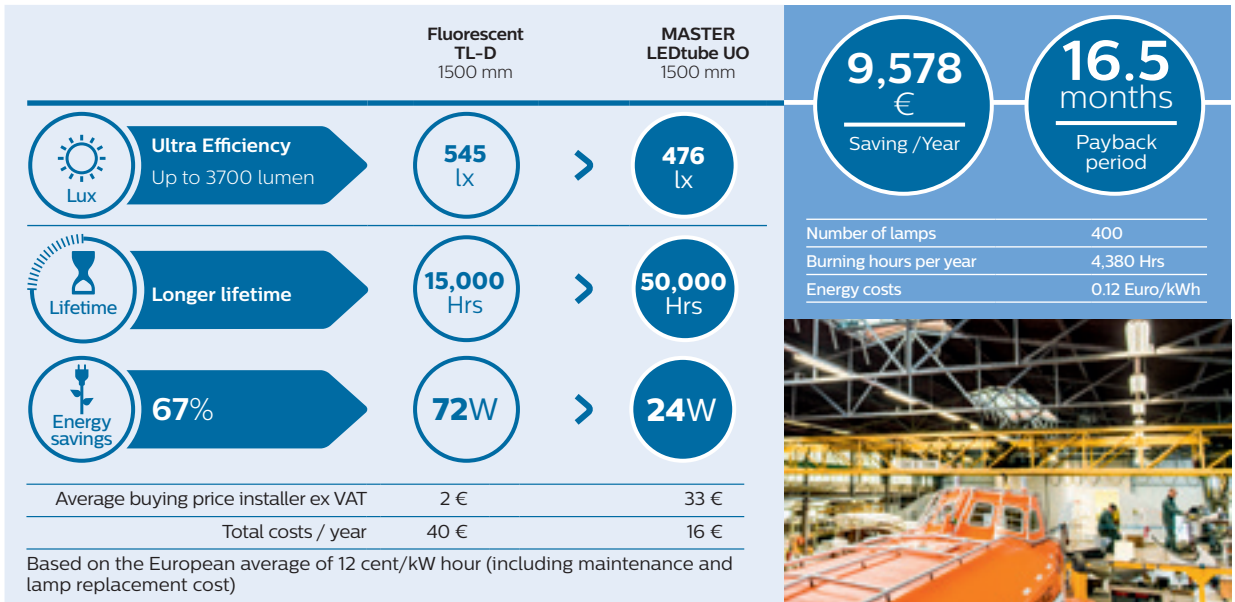 Fluorescent
TL-D
1500 mm
MASTER
LEDtube UO
1500 mm
Lux
Ultra Efficiency
Up to 3700 lumen
545
lx
>
476
lx
Lifetime
Longer lifetime
15,000
Hrs
>
50,000
Hrs
Energy
savings
67%
72W
>
24W
Average buying price installer ex VAT 2 € 33 €
Total costs / year 40 € 16 €
Based on the European average of 12 cent/kW hour (including maintenance and
lamp replacement cost)
9,578
€
Saving /Year
16.5
months
Payback
period
Number of lamps 400
Burning hours per year 4,380 Hrs
Energy costs 0.12 Euro/kWh